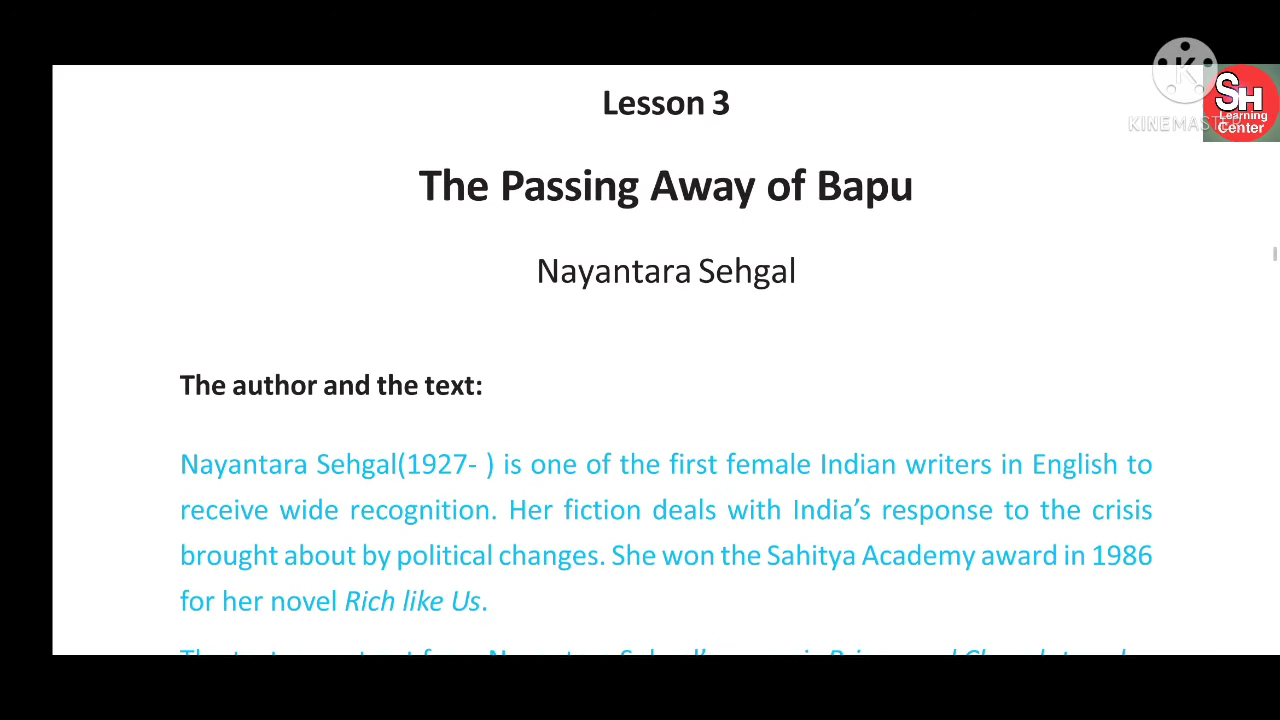 Lesson 3
The Passing Away of Bapu
Nayantara Sehgal
The author and the text:
Nayantara Sehgal(1927- ) is one of the first female Indian writers in English to
receive wide recognition. Her fiction deals with India’s response to the crisis
brought about by political changes. She won the Sahitya Academy award in 1986
for her novel Rich like Us.
K
KINEMASTER
SH
Learning
Center